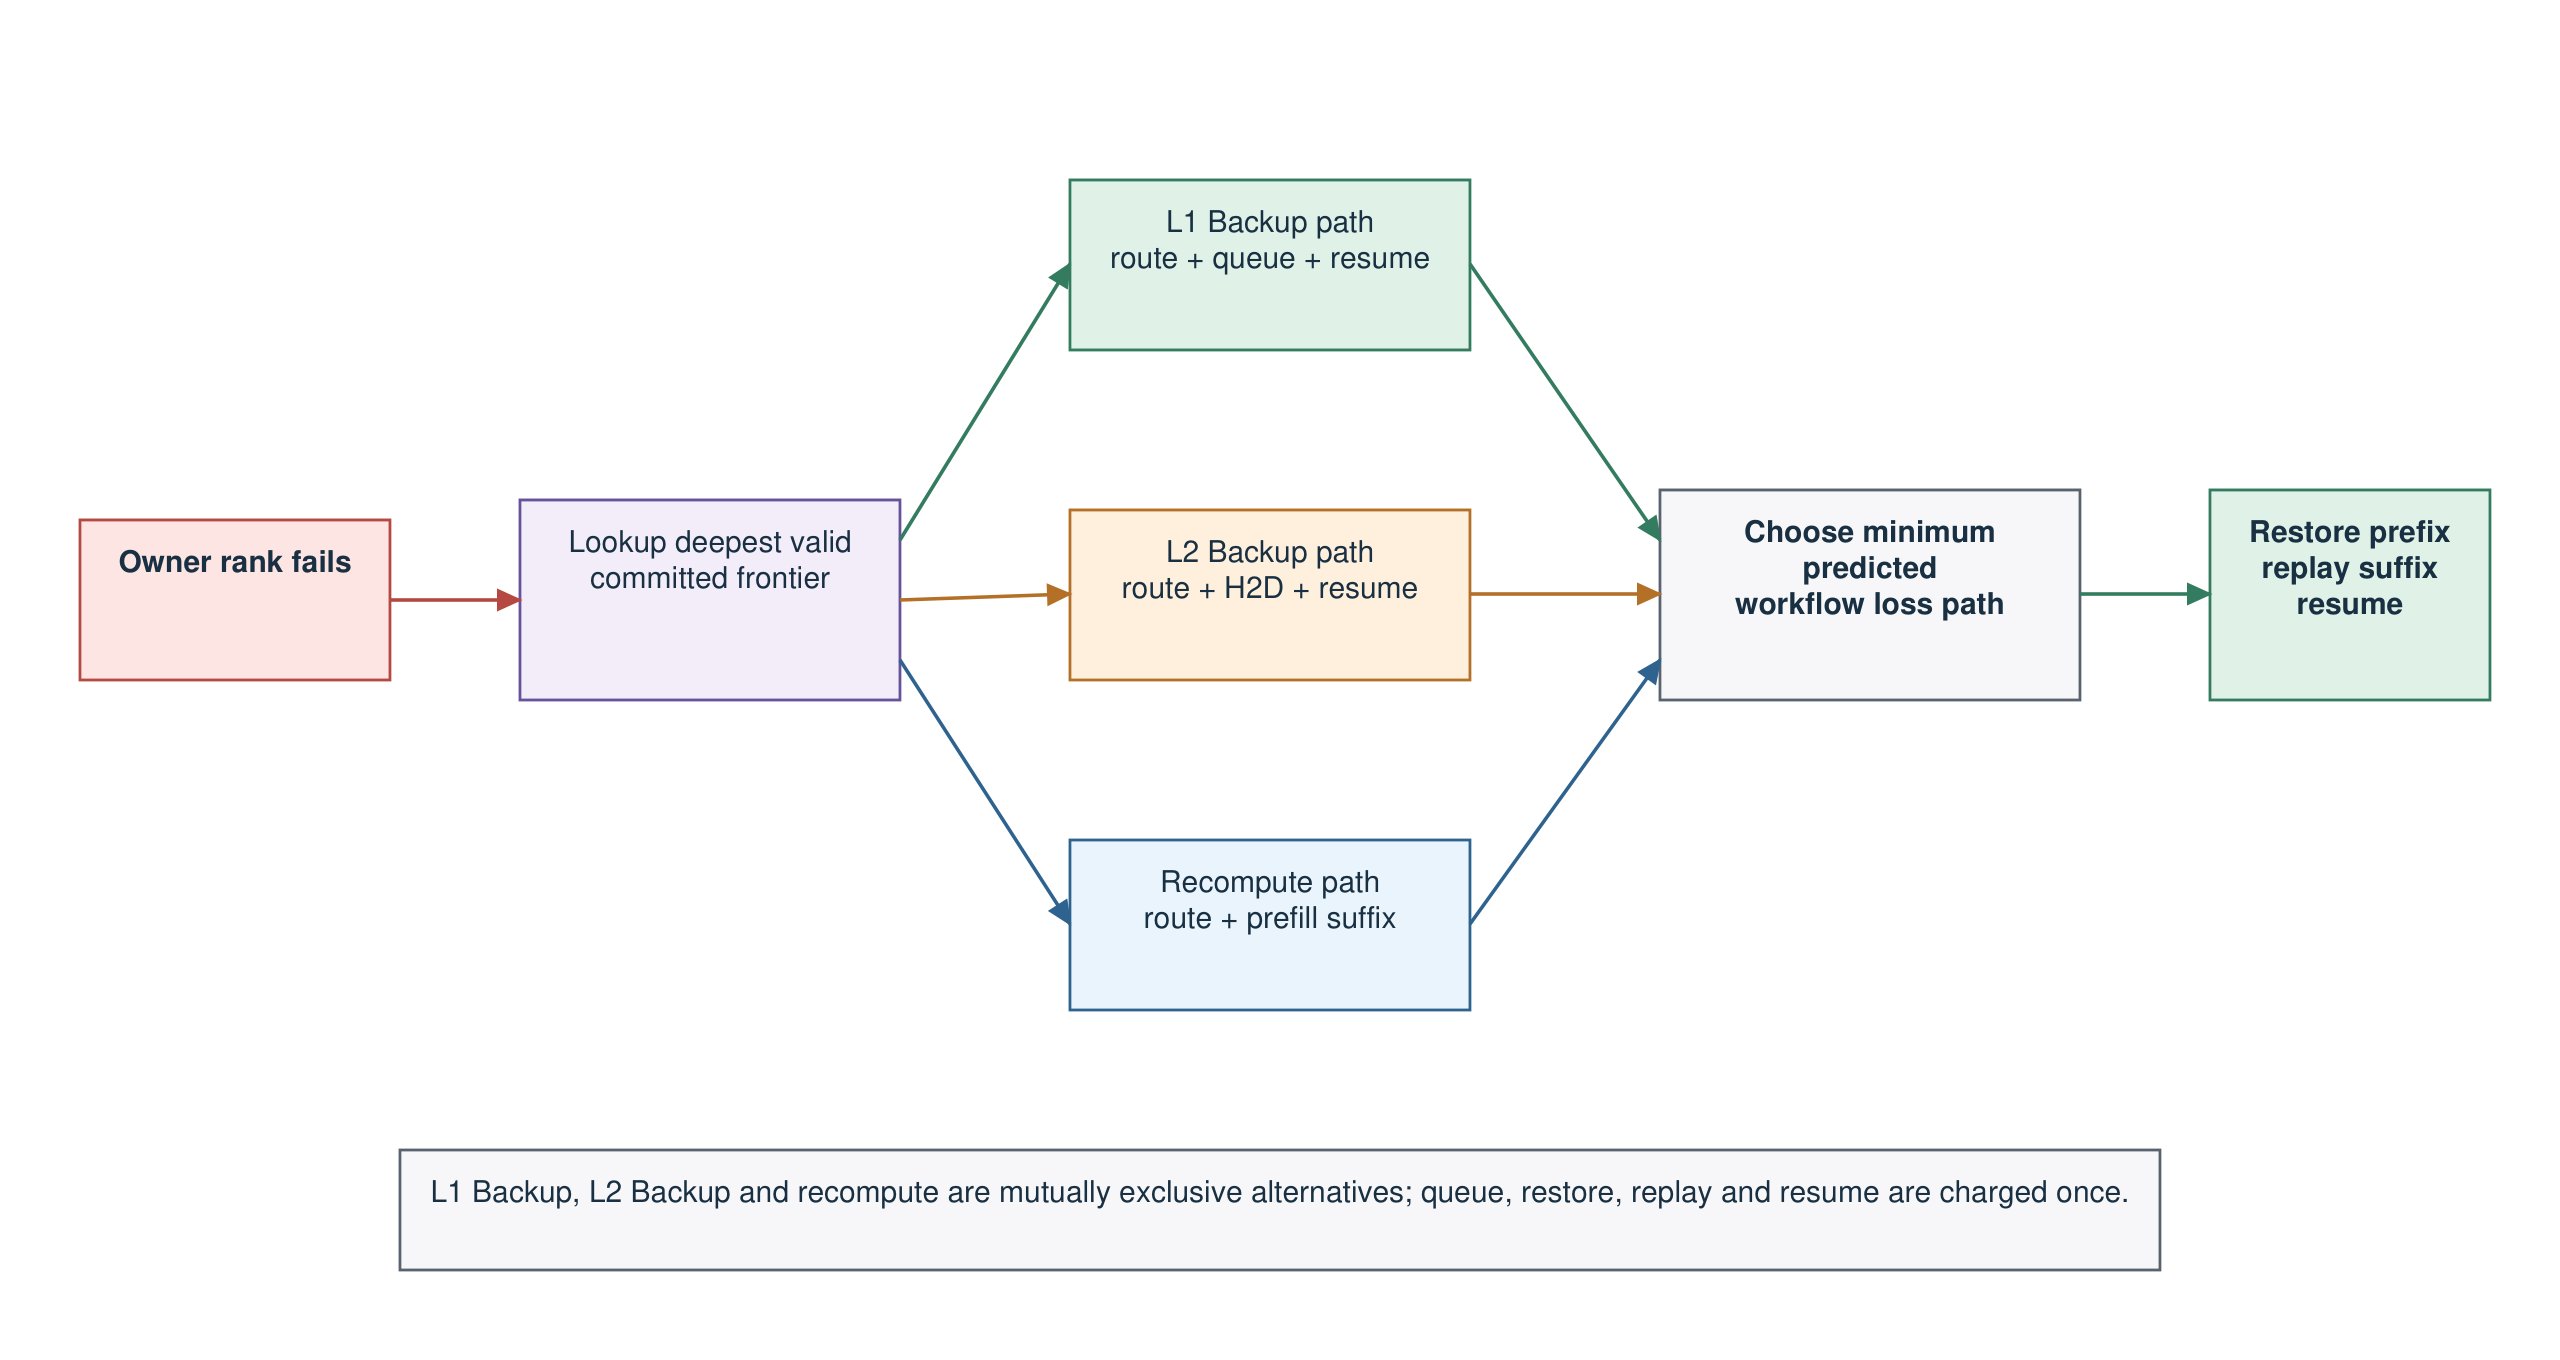 Owner rank fails
Lookup deepest valid
committed frontier
L1 Backup path
route + queue + resume
L2 Backup path
route + H2D + resume
Recompute path
route + prefill suffix
Choose minimum
predicted
workflow loss path
Restore prefix
replay suffix
resume
L1 Backup, L2 Backup and recompute are mutually exclusive alternatives; queue, restore, replay and resume are charged once.